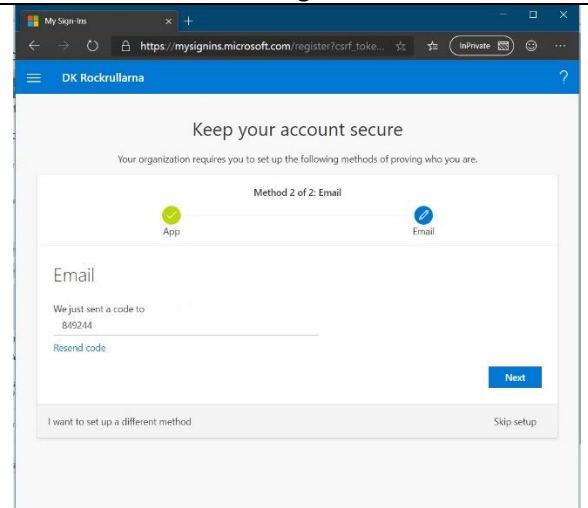 My Sign-Ins
https://mysignins.microsoft.com/register?csrf_toke...
InPrivate
DK Rockrullarna
?
Keep your account secure
Your organization requires you to set up the following methods of proving who you are.
Method 2 of 2: Email
App
Email
Email
We just sent a code to
849244
Resend code
Next
I want to set up a different method
Skip setup